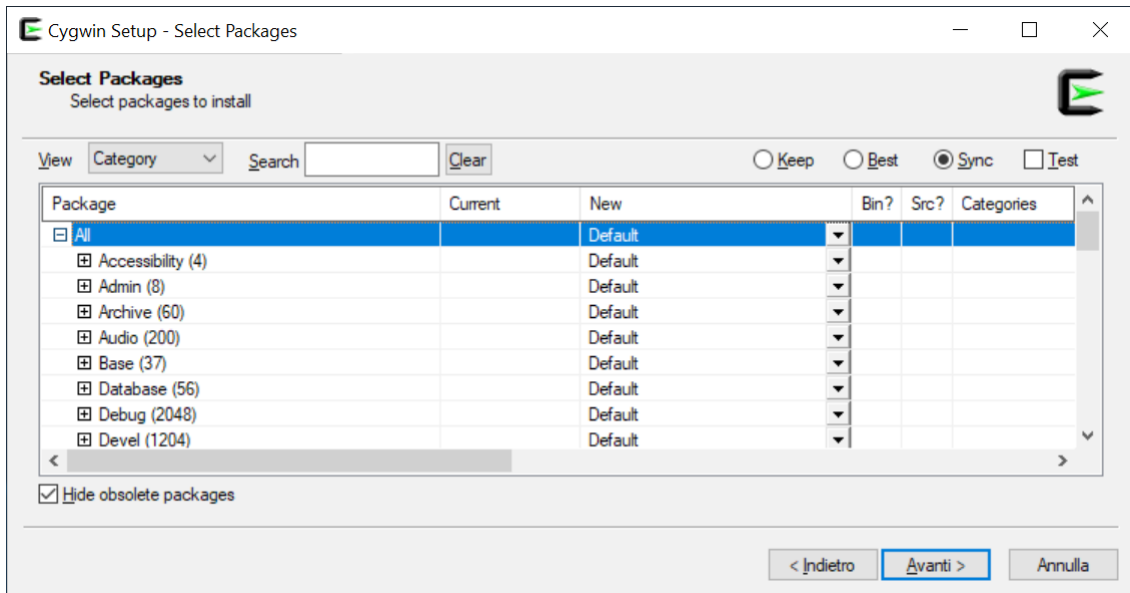 Cygwin Setup - Select Packages
Select Packages
Select packages to install
View Category Search Clear Keep Best Sync Test
Package Current New Bin? Src? Categories
All Default
Accessibility (4) Default
Admin (8) Default
Archive (60) Default
Audio (200) Default
Base (37) Default
Database (56) Default
Debug (2048) Default
Devel (1204) Default
Hide obsolete packages
< Indietro Avanti > Annulla